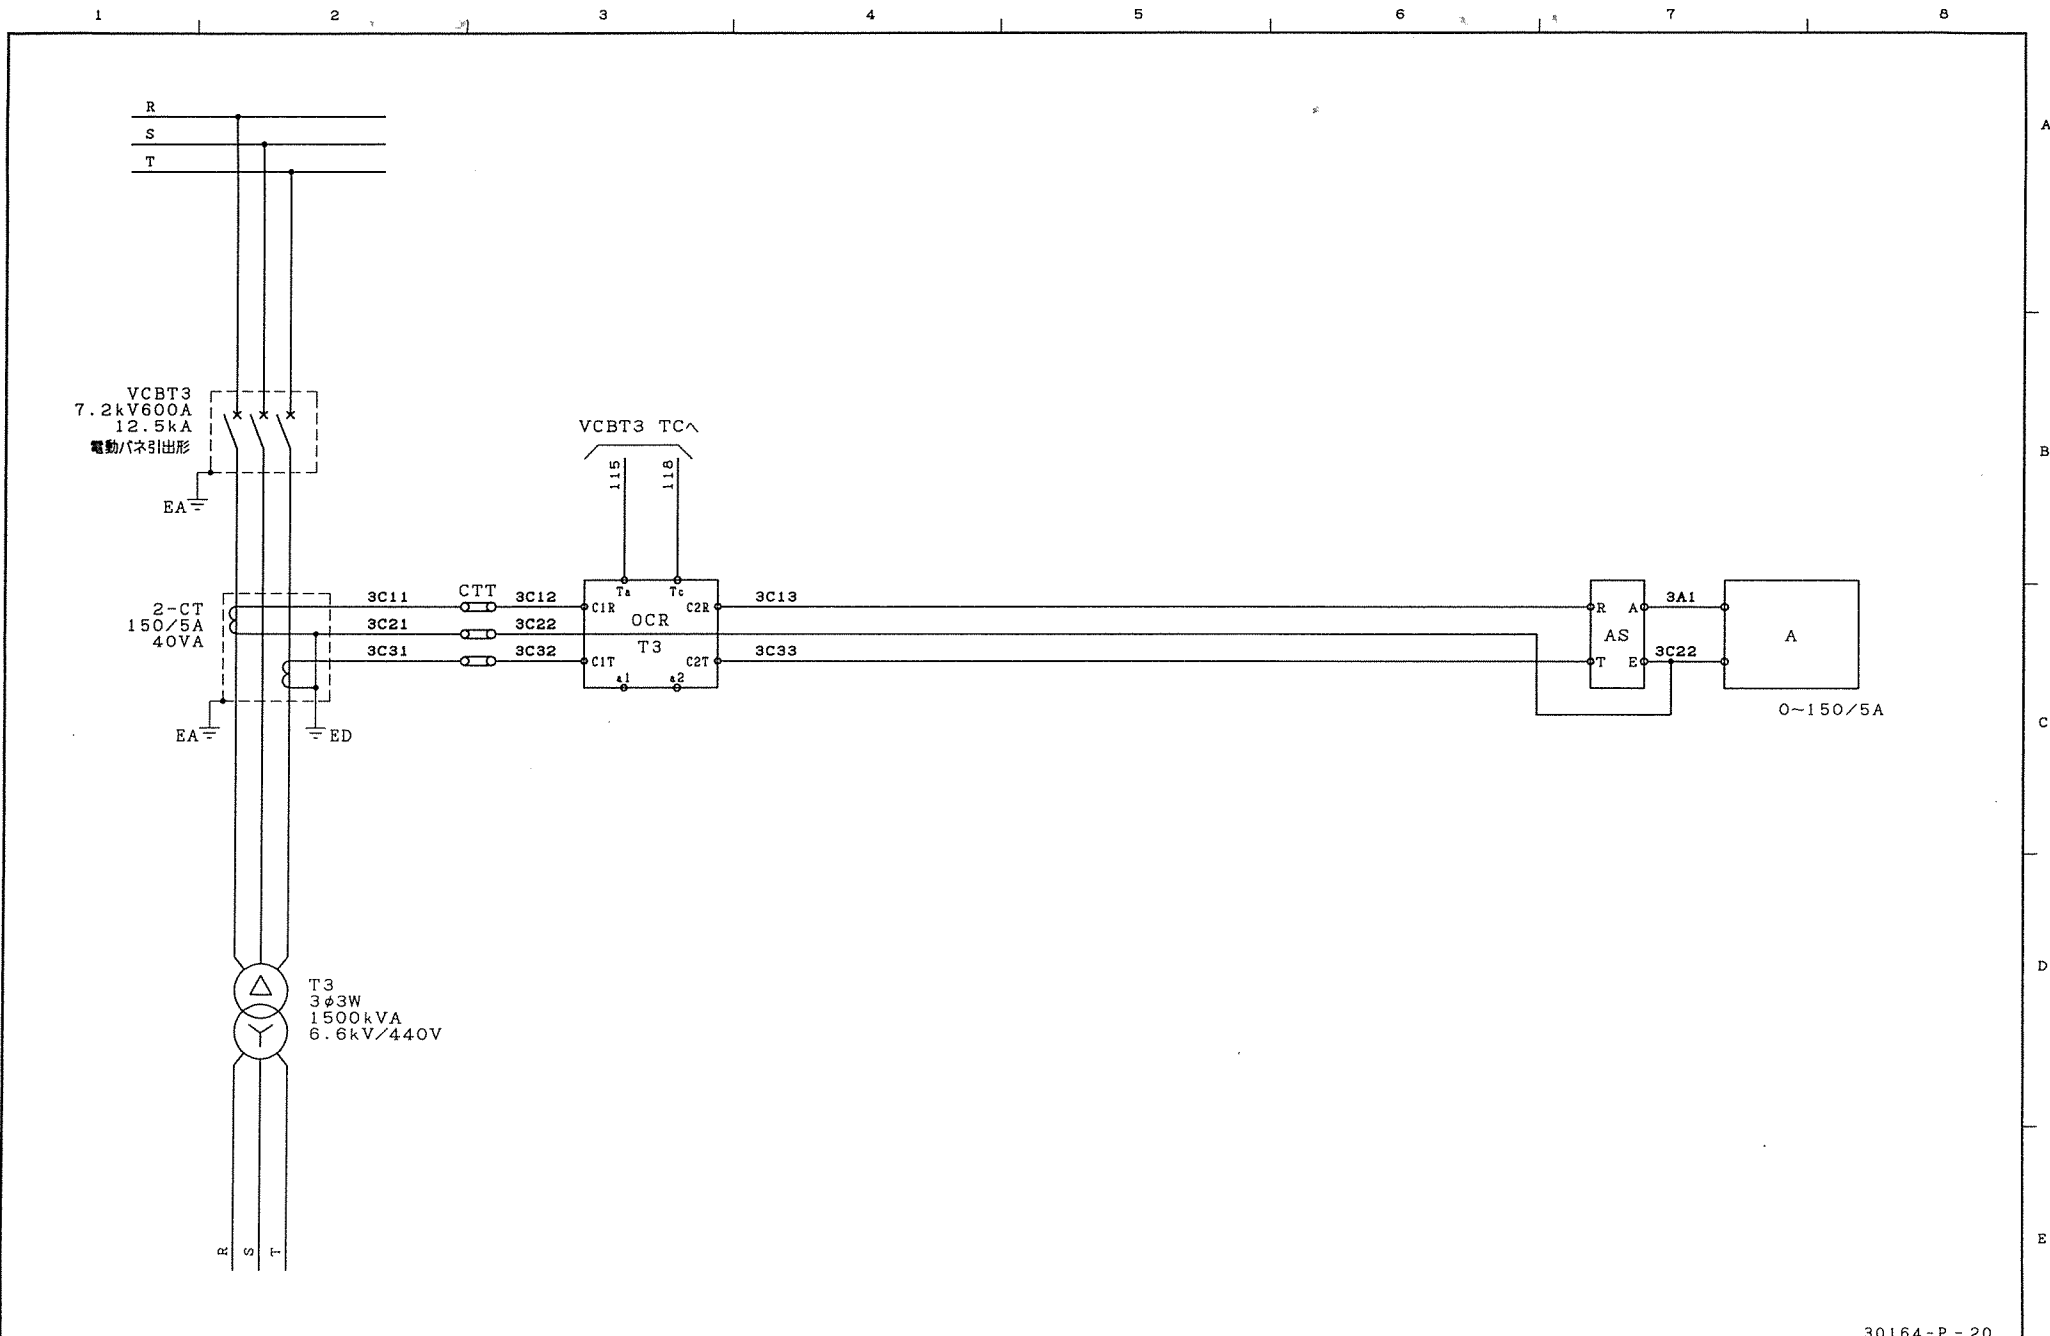 1 2 3 4 5 6 7 8
R
S
T
A
VCBT3
7.2kV600A
12.5kA
電動バネ引出形
EA
VCBT3 TCへ
115
118
B
2-CT
150/5A
40VA
3C11
3C21
3C31
CTT
3C12
3C22
3C32
Ta Tc
C1R C2R
OCR
T3
C1T C2T
a1 a2
3C13
3C33
R A
AS
T E
3A1
3C22
A
0~150/5A
EA
ED
C
T3
3φ3W
1500kVA
6.6kV/440V
D
R
S
T
E
30164-P-20